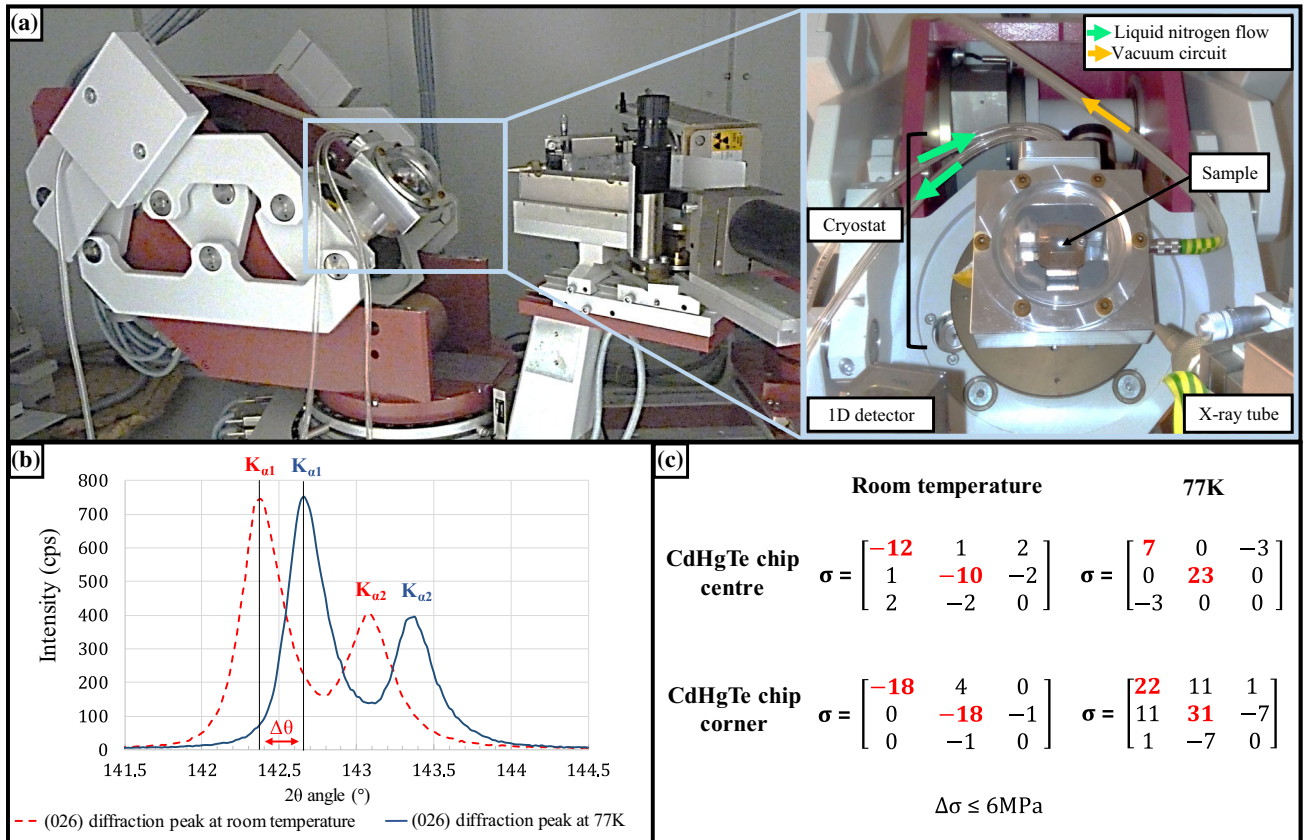 (a)
Liquid nitrogen flow
Vacuum circuit
Sample
Cryostat
1D detector
X-ray tube
(b)
Kα1 Kα1
Kα2 Kα2
800
700
600
500
400
300
200
100
0
Intensity (cps)
Δθ
141.5 142 142.5 143 143.5 144 144.5
2θ angle (°)
(026) diffraction peak at room temperature (026) diffraction peak at 77K
(c)
Room temperature 77K
CdHgTe chip centre
σ = [−12 1 2
1 −10 −2
2 −2 0]
σ = [7 0 −3
0 23 0
−3 0 0]
CdHgTe chip corner
σ = [−18 4 0
0 −18 −1
0 −1 0]
σ = [22 11 1
11 31 −7
1 −7 0]
Δσ ≤ 6MPa